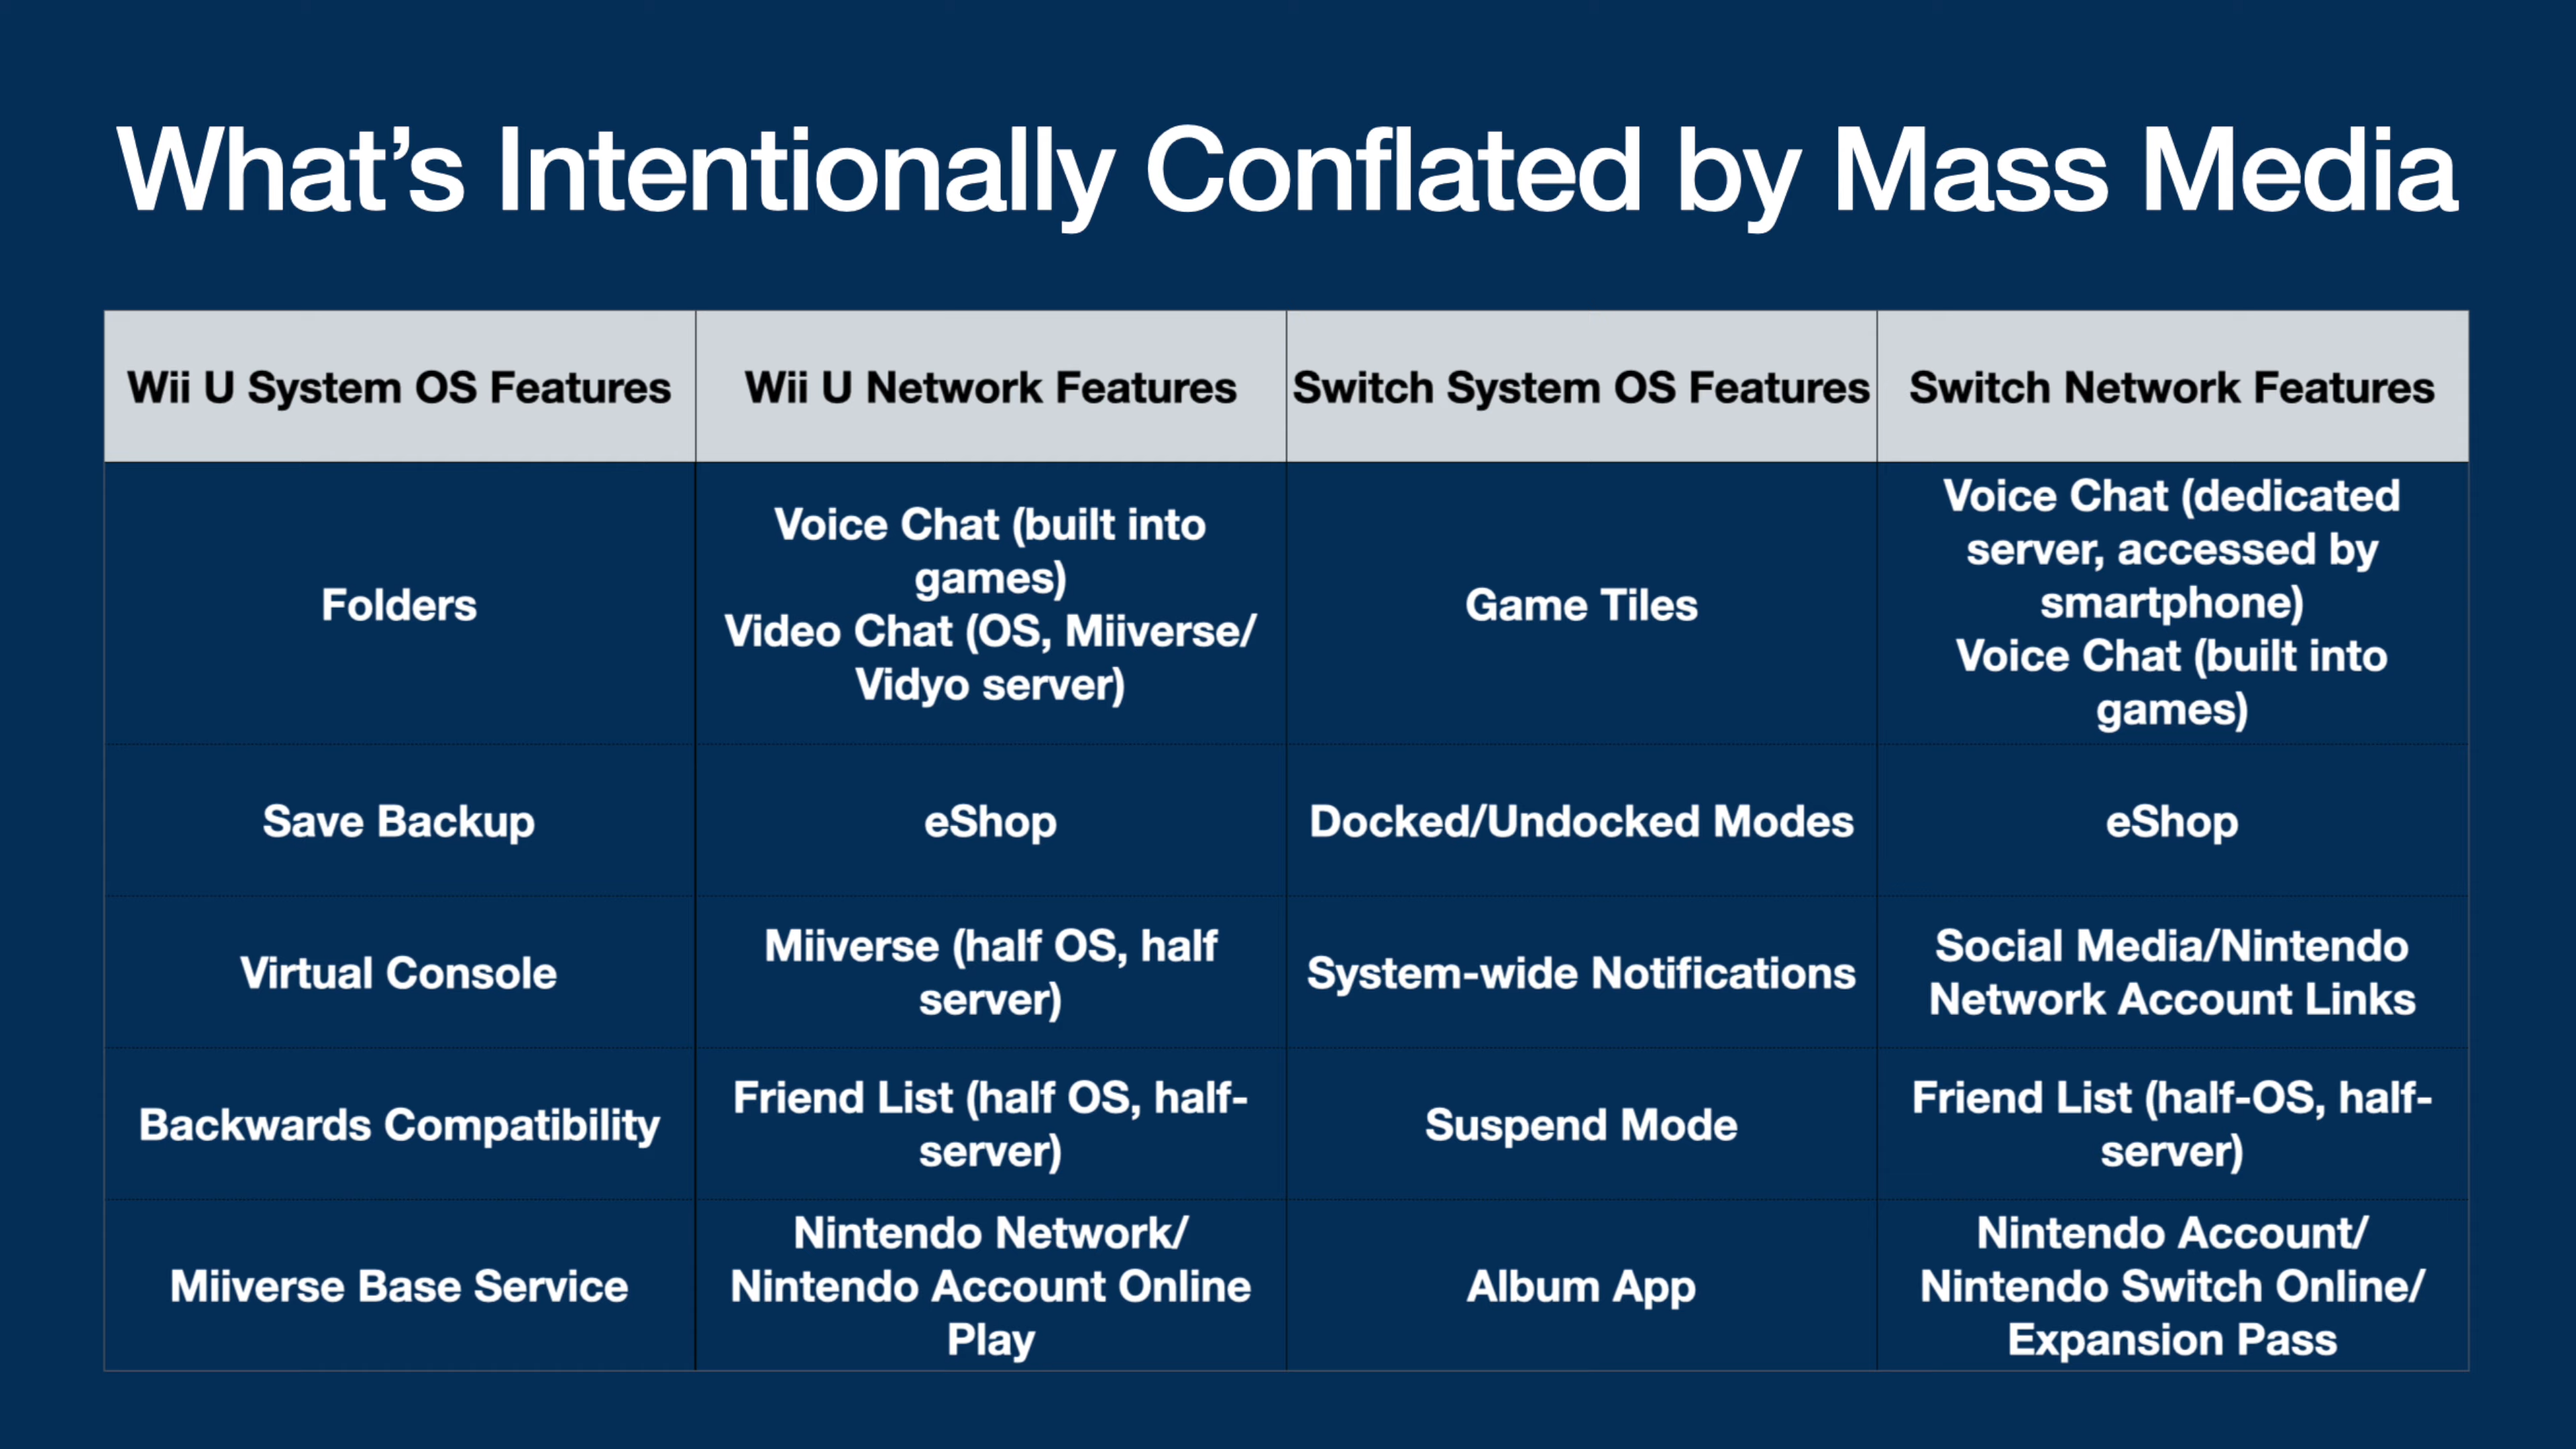 What's Intentionally Conflated by Mass Media
Wii U System OS Features
Wii U Network Features
Switch System OS Features
Switch Network Features
Folders
Voice Chat (built into
games)
Video Chat (OS, Miiverse/
Vidyo server)
Game Tiles
Voice Chat (dedicated
server, accessed by
smartphone)
Voice Chat (built into
games)
Save Backup
eShop
Docked/Undocked Modes
eShop
Virtual Console
Miiverse (half OS, half
server)
System-wide Notifications
Social Media/Nintendo
Network Account Links
Backwards Compatibility
Friend List (half OS, half-
server)
Suspend Mode
Friend List (half-OS, half-
server)
Miiverse Base Service
Nintendo Network/
Nintendo Account Online
Play
Album App
Nintendo Account/
Nintendo Switch Online/
Expansion Pass